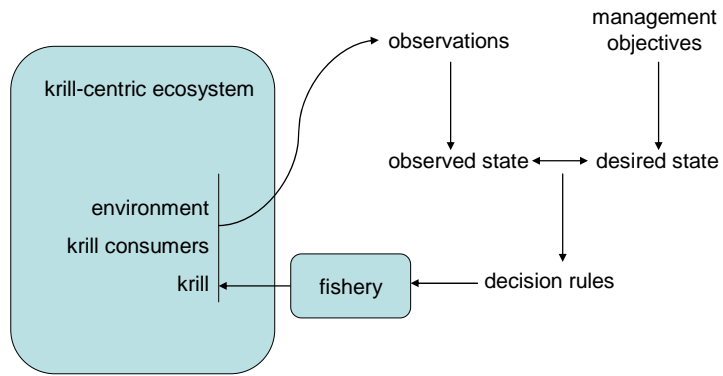 krill-centric ecosystem
environment
krill consumers
krill
observations
management
objectives
observed state
desired state
decision rules
fishery